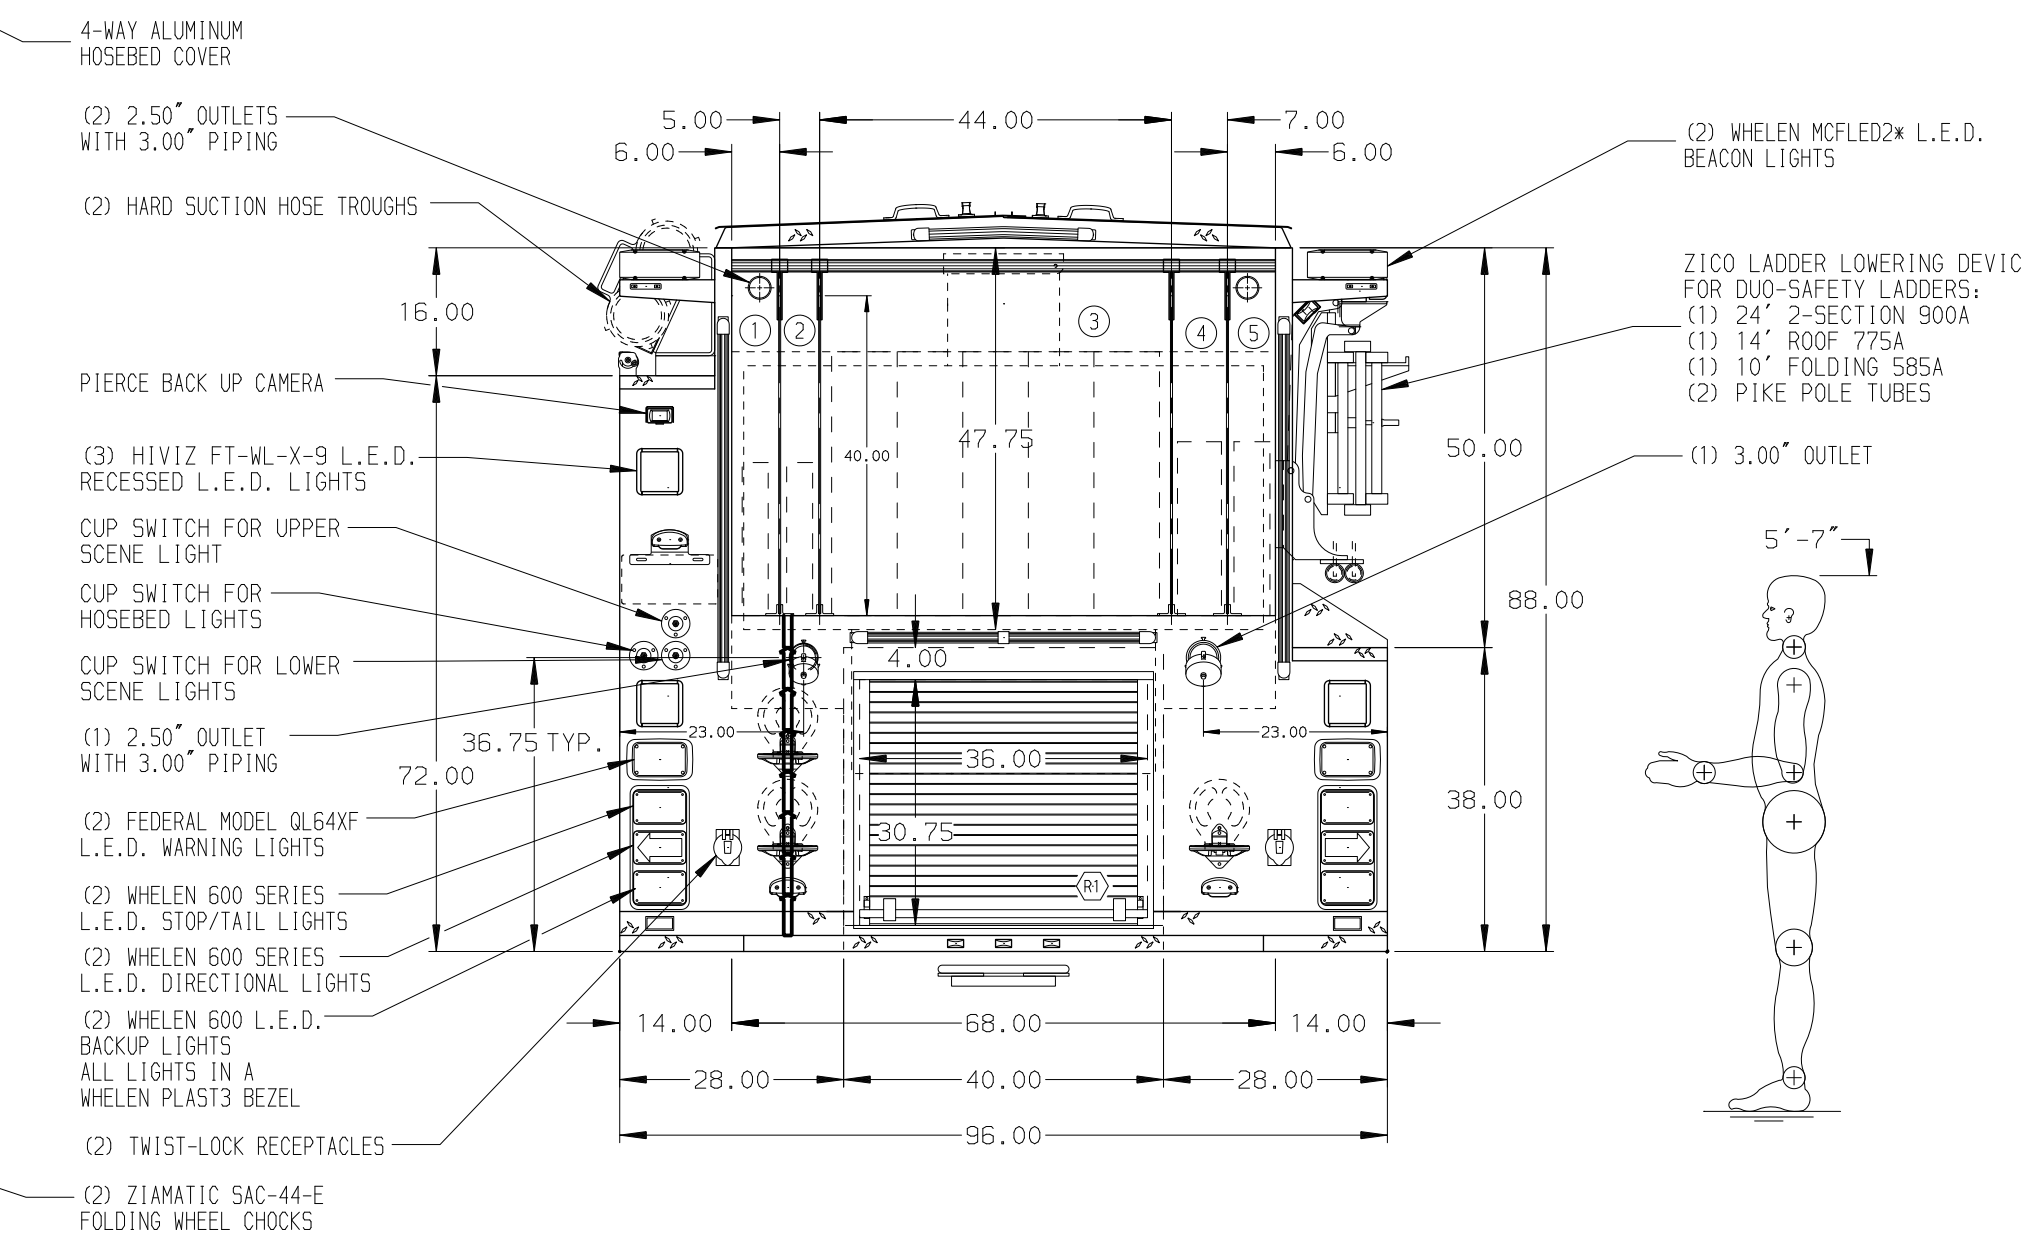 4-WAY ALUMINUM
HOSEBED COVER
(2) 2.50" OUTLETS
WITH 3.00" PIPING
(2) HARD SUCTION HOSE TROUGHS
PIERCE BACK UP CAMERA
(3) HIVIZ FT-WL-X-9 L.E.D.
RECESSED L.E.D. LIGHTS
CUP SWITCH FOR UPPER
SCENE LIGHT
CUP SWITCH FOR
HOSEBED LIGHTS
CUP SWITCH FOR LOWER
SCENE LIGHTS
(1) 2.50" OUTLET
WITH 3.00" PIPING
(2) FEDERAL MODEL QL64XF
L.E.D. WARNING LIGHTS
(2) WHELEN 600 SERIES
L.E.D. STOP/TAIL LIGHTS
(2) WHELEN 600 SERIES
L.E.D. DIRECTIONAL LIGHTS
(2) WHELEN 600 L.E.D.
BACKUP LIGHTS
ALL LIGHTS IN A
WHELEN PLAST3 BEZEL
(2) TWIST-LOCK RECEPTACLES
(2) ZIAMATIC SAC-44-E
FOLDING WHEEL CHOCKS
5.00
44.00
7.00
6.00
6.00
16.00
1
2
3
4
5
47.75
40.00
50.00
88.00
4.00
23.00
23.00
36.75 TYP.
72.00
36.00
38.00
30.75
R-1
14.00
68.00
14.00
28.00
40.00
28.00
96.00
(2) WHELEN MCFLED2* L.E.D.
BEACON LIGHTS
ZICO LADDER LOWERING DEVIC
FOR DUO-SAFETY LADDERS:
(1) 24' 2-SECTION 900A
(1) 14' ROOF 775A
(1) 10' FOLDING 585A
(2) PIKE POLE TUBES
(1) 3.00" OUTLET
5'-7"